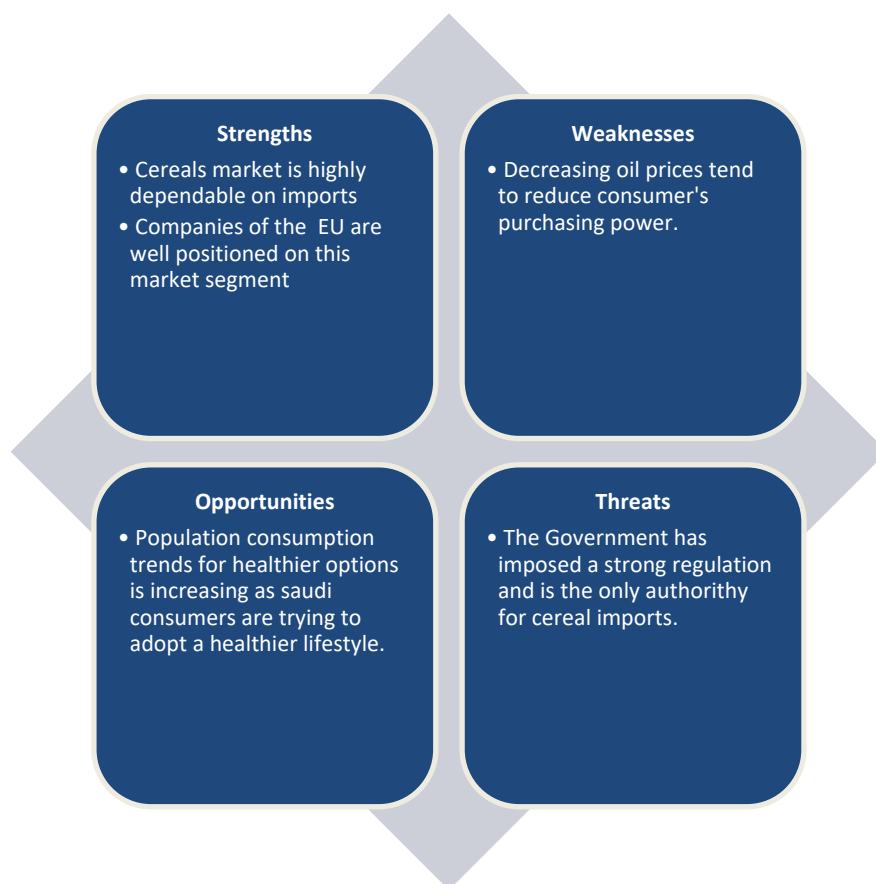 Strengths
• Cereals market is highly
dependable on imports
• Companies of the  EU are
well positioned on this
market segment
Weaknesses
• Decreasing oil prices tend
to reduce consumer's
purchasing power.
Opportunities
• Population consumption
trends for healthier options
is increasing as saudi
consumers are trying to
adopt a healthier lifestyle.
Threats
• The Government has
imposed a strong regulation
and is the only authorithy
for cereal imports.